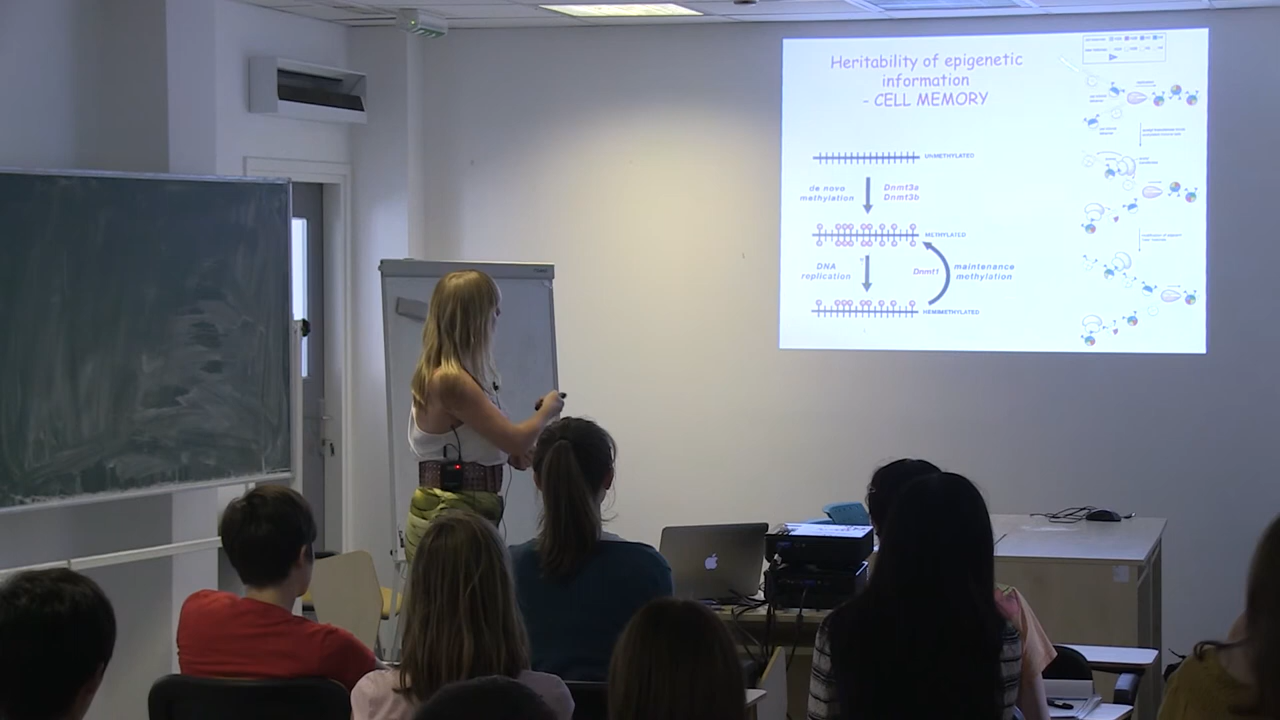 Heritability of epigenetic
information
- CELL MEMORY
UNMETHYLATED
de novo
methylation
Dnmt3a
Dnmt3b
METHYLATED
DNA
replication
Dnmt1
maintenance
methylation
HEMIMETHYLATED